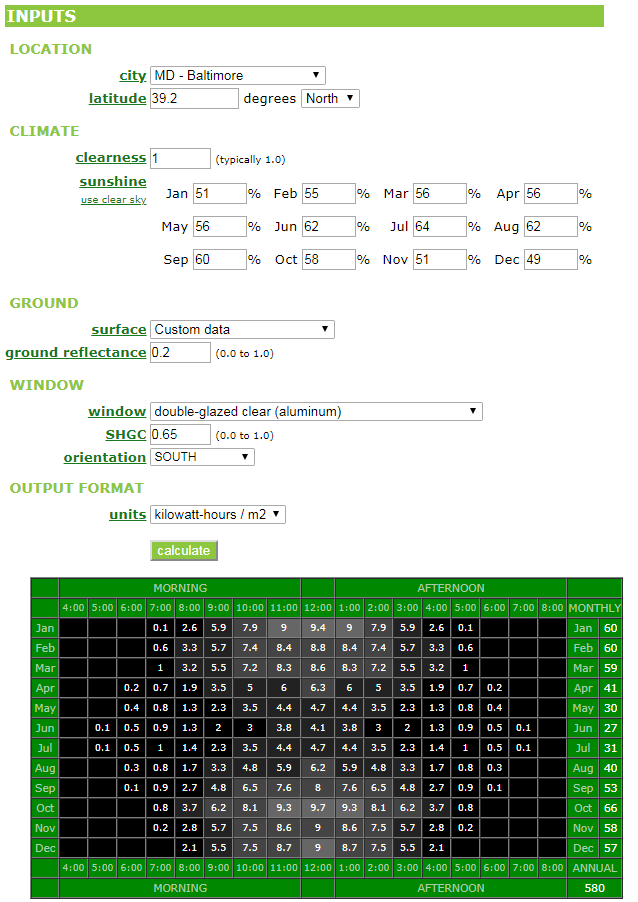 INPUTS
LOCATION
city MD - Baltimore
latitude 39.2 degrees North
CLIMATE
clearness 1 (typically 1.0)
sunshine
use clear sky
Jan 51 % Feb 55 % Mar 56 % Apr 56 %
May 56 % Jun 62 % Jul 64 % Aug 62 %
Sep 60 % Oct 58 % Nov 51 % Dec 49 %
GROUND
surface Custom data
ground reflectance 0.2 (0.0 to 1.0)
WINDOW
window double-glazed clear (aluminum)
SHGC 0.65 (0.0 to 1.0)
orientation SOUTH
OUTPUT FORMAT
units kilowatt-hours / m2
calculate
MORNING AFTERNOON
4:00 5:00 6:00 7:00 8:00 9:00 10:00 11:00 12:00 1:00 2:00 3:00 4:00 5:00 6:00 7:00 8:00 MONTHLY
Jan 0.1 2.6 5.9 7.9 9 9.4 9 7.9 5.9 2.6 0.1 Jan 60
Feb 0.6 3.3 5.7 7.4 8.4 8.8 8.4 7.4 5.7 3.3 0.6 Feb 60
Mar 1 3.2 5.5 7.2 8.3 8.6 8.3 7.2 5.5 3.2 1 Mar 59
Apr 0.2 0.7 1.9 3.5 5 6 6.3 6 5 3.5 1.9 0.7 0.2 Apr 41
May 0.4 0.8 1.3 2.3 3.5 4.4 4.7 4.4 3.5 2.3 1.3 0.8 0.4 May 30
Jun 0.1 0.5 0.9 1.3 2 3 3.8 4.1 3.8 3 2 1.3 0.9 0.5 0.1 Jun 27
Jul 0.1 0.5 1 1.4 2.3 3.5 4.4 4.7 4.4 3.5 2.3 1.4 1 0.5 0.1 Jul 31
Aug 0.3 0.8 1.7 3.3 4.8 5.9 6.2 5.9 4.8 3.3 1.7 0.8 0.3 Aug 40
Sep 0.1 0.9 2.7 4.8 6.5 7.6 8 7.6 6.5 4.8 2.7 0.9 0.1 Sep 53
Oct 0.8 3.7 6.2 8.1 9.3 9.7 9.3 8.1 6.2 3.7 0.8 Oct 66
Nov 0.2 2.8 5.7 7.5 8.6 9 8.6 7.5 5.7 2.8 0.2 Nov 58
Dec 2.1 5.5 7.5 8.7 9 8.7 7.5 5.5 2.1 Dec 57
4:00 5:00 6:00 7:00 8:00 9:00 10:00 11:00 12:00 1:00 2:00 3:00 4:00 5:00 6:00 7:00 8:00 ANNUAL
MORNING AFTERNOON 580